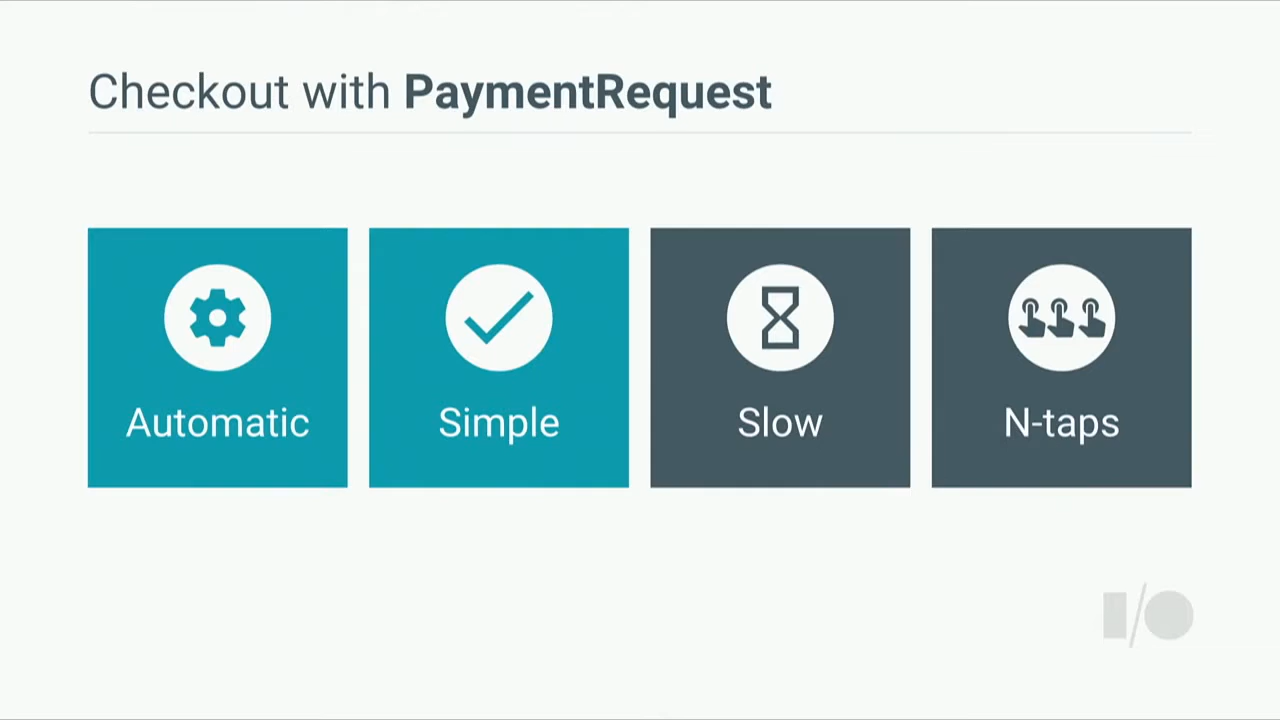 Checkout with PaymentRequest
Automatic
Simple
Slow
N-taps
I/O